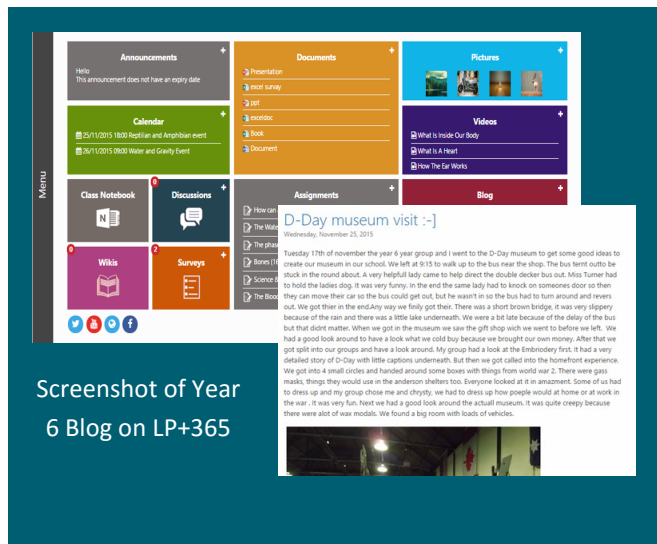 Menu
Announcements
Hello
This announcement does not have an expiry date
Documents
Presentation
excel survay
ppt
exceldoc
Book
Document
Pictures
Calendar
25/11/2015 18:00 Reptilian and Amphibian event
26/11/2015 09:00 Water and Gravity Event
Videos
What Is Inside Our Body
What Is A Heart
How The Ear Works
Class Notebook
N
0
Discussions
Assignments
How can
The Wate
The phase
Bones (16
Science &
The Bloo
Blog
0
Wikis
2
Surveys
D-Day museum visit :-]
Wednesday, November 25, 2015
Tuesday 17th of november the year 6 year group and I went to the D-Day museum to get some good ideas to
create our museum in our school. We left at 9:15 to walk up to the bus near the shop. The bus ternt outto be
stuck in the round about. A very helpfull lady came to help direct the double decker bus out. Miss Turner had
to hold the ladies dog. It was very funny. In the end the same lady had to knock on someones door so then
they can move their car so the bus could get out, but he wasn't in so the bus had to turn around and revers
out. We got thier in the end.Any way we finily got their. There was a short brown bridge, it was very slippery
because of the rain and there was a little lake underneath. We were a bit late because of the delay of the bus
but that didnt matter. When we got in the museum we saw the gift shop wich we went to before we left. We
had a good look around to have a look what we cold buy because we brought our own money. After that we
got split into our groups and have a look around. My group had a look at the Embriodery first. It had a very
detailed story of D-Day with little captions underneath. But then we got called into the homefront experience.
We got into 4 small circles and handed around some boxes with things from world war 2. There were gass
masks, things they would use in the anderson shelters too. Everyone looked at it in amazment. Some of us had
to dress up and my group chose me and chrysty, we had to dress up how poeple would at home or at work in
the war . It was very fun. Next we had a good look around the actuall museum. It was quite creepy because
there were alot of wax modals. We found a big room with loads of vehicles.
Screenshot of Year
6 Blog on LP+365